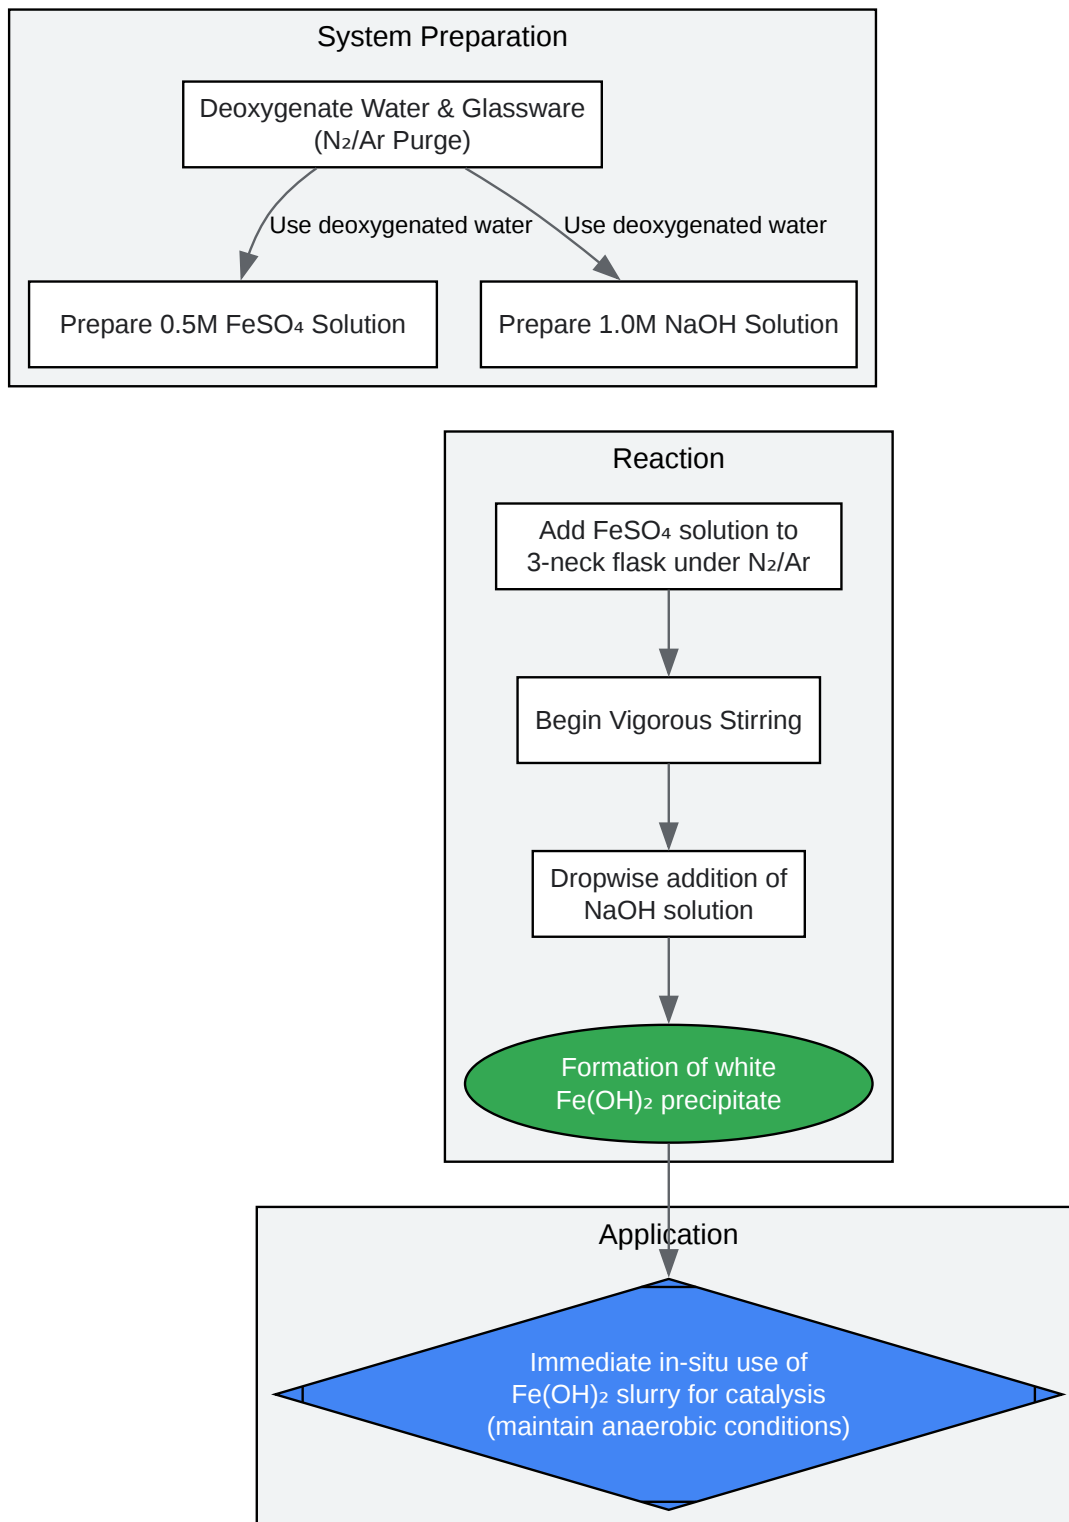 System Preparation
Deoxygenate Water & Glassware
(N₂/Ar Purge)
Use deoxygenated water
Use deoxygenated water
Prepare 0.5M FeSO₄ Solution
Prepare 1.0M NaOH Solution
Reaction
Add FeSO₄ solution to
3-neck flask under N₂/Ar
Begin Vigorous Stirring
Dropwise addition of
NaOH solution
Formation of white
Fe(OH)₂ precipitate
Application
Immediate in-situ use of
Fe(OH)₂ slurry for catalysis
(maintain anaerobic conditions)